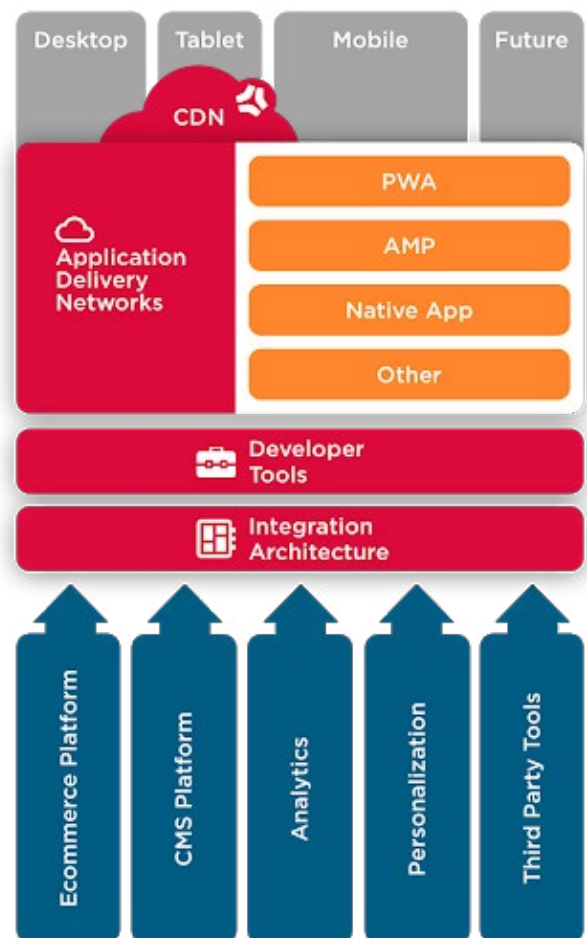 Desktop
Tablet
Mobile
Future
CDN
Application
Delivery
Networks
PWA
AMP
Native App
Other
Developer
Tools
Integration
Architecture
Ecommerce Platform
CMS Platform
Analytics
Personalization
Third Party Tools